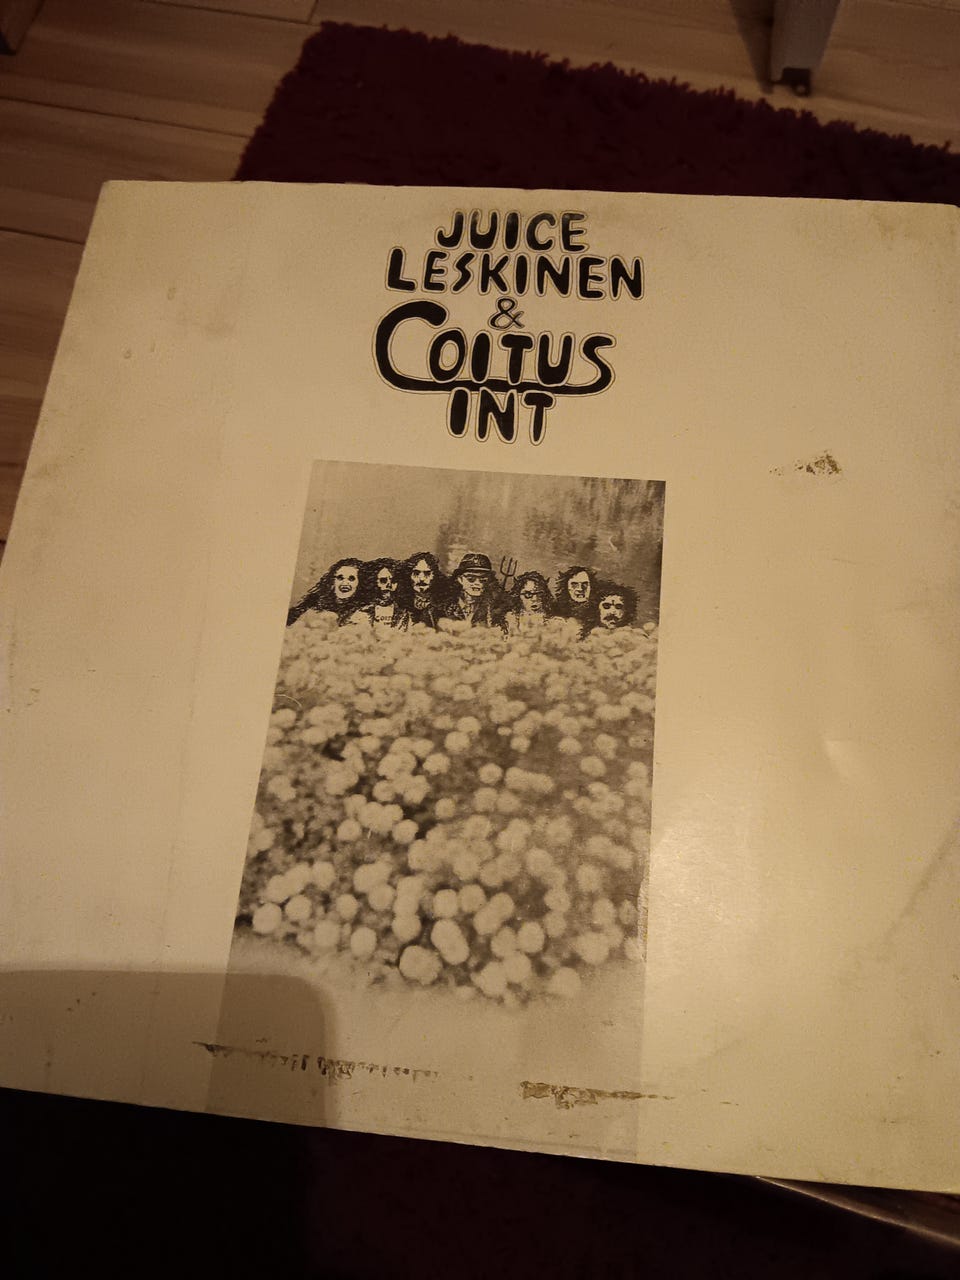 JUICE
LESKINEN
&
COITUS
INT